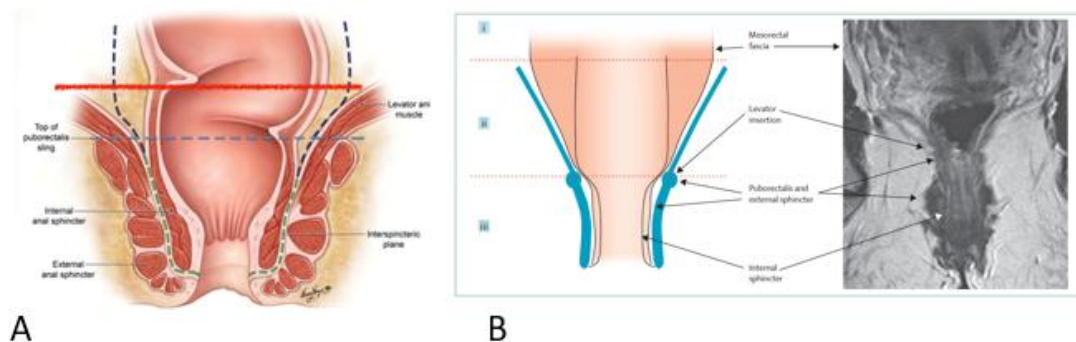 Top of
puborectalis
sling
Internal
anal sphincter
External
anal sphincter
Levator ani
muscle
Interspincteric
plane
A
i
ii
iii
Mesorectal
fascia
Levator
insertion
Puborectalis and
external sphincter
Internal
sphincter
B